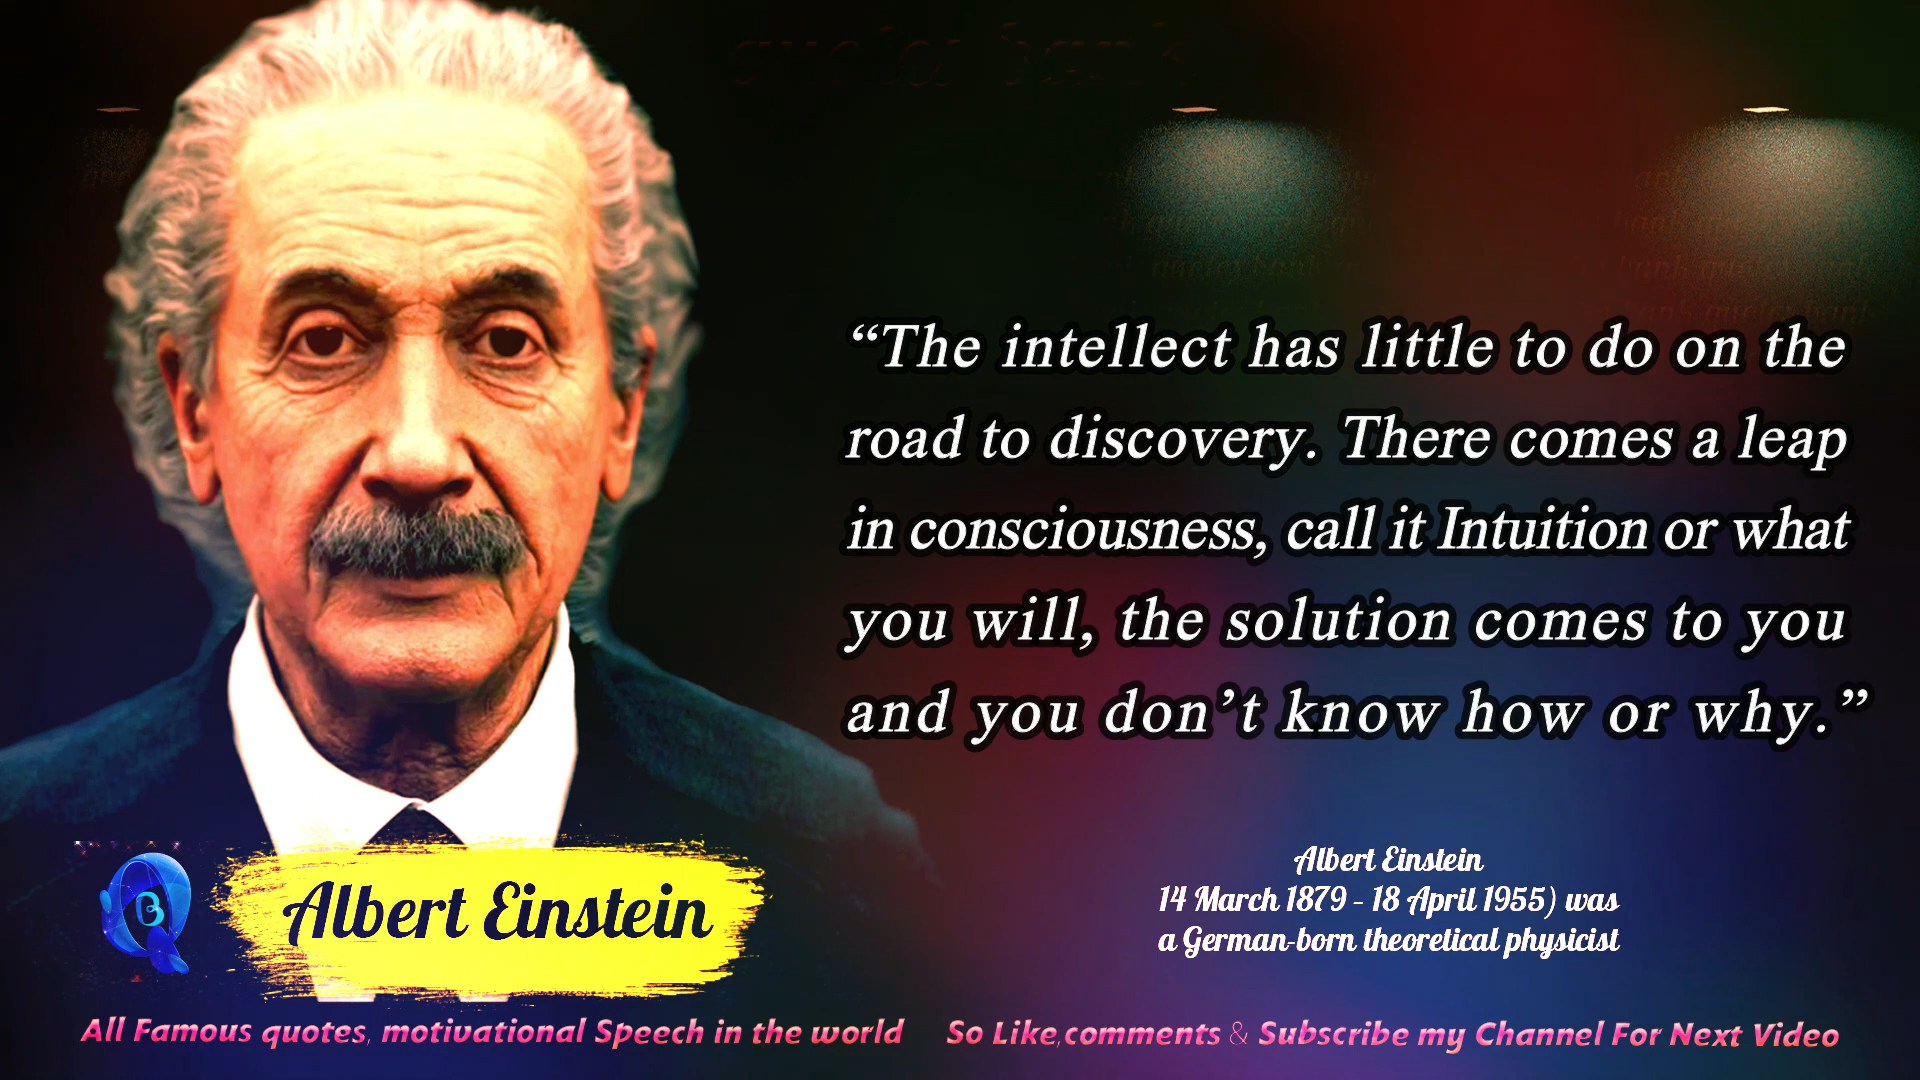 “The intellect has little to do on the
road to discovery. There comes a leap
in consciousness, call it Intuition or what
you will, the solution comes to you
and you don’t know how or why.”
Albert Einstein
14 March 1879 – 18 April 1955) was
a German-born theoretical physicist
B
Albert Einstein
All Famous quotes, motivational Speech in the world So Like,comments & Subscribe my Channel For Next Video